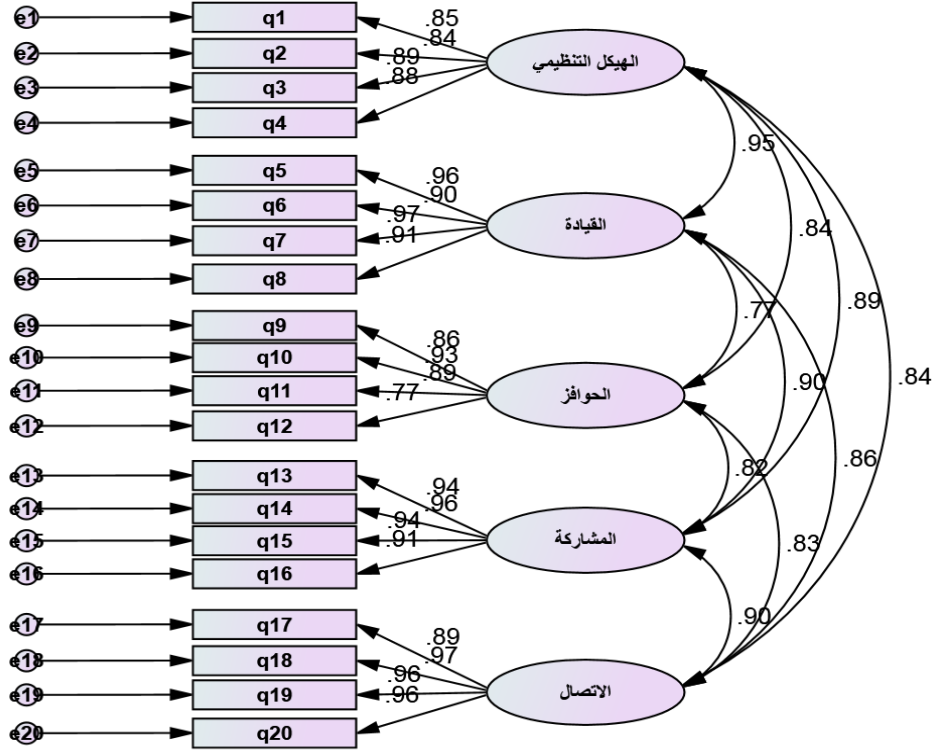 e1 q1 .85
.84
e2 q2 .89 الهيكل التنظيمي
e3 q3 .88
e4 q4
.95
e5 q5 .96
.90
e6 q6 .97 القيادة .84
e7 q7 .91
e8 q8
.77 .89
e9 q9 .86
.93
e10 q10 .89
.90 .84
e11 q11 .77 الحوافز
e12 q12
.82 .86
e13 q13 .94
.96
e14 q14 .94
e15 q15 .91 المشاركة .83
e16 q16
.90
e17 q17 .89
.97
e18 q18 .96
e19 q19 .96 الاتصال
e20 q20